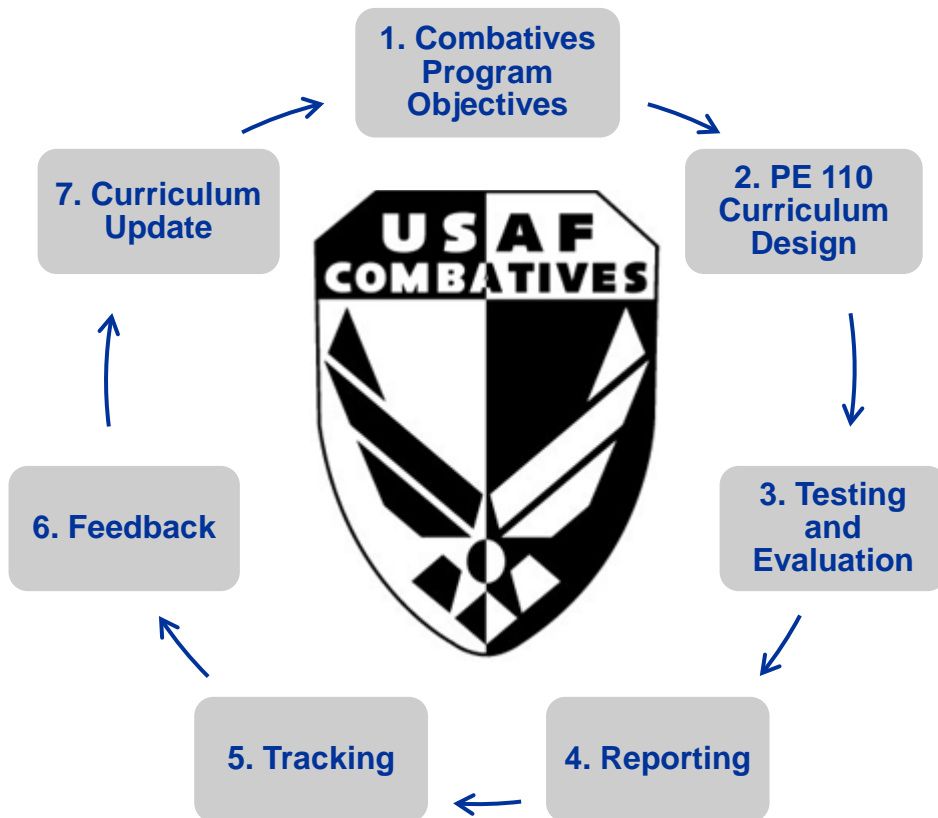 1. Combatives
Program
Objectives
2. PE 110
Curriculum
Design
3. Testing
and
Evaluation
4. Reporting
5. Tracking
6. Feedback
7. Curriculum
Update
USAF
COMBATIVES